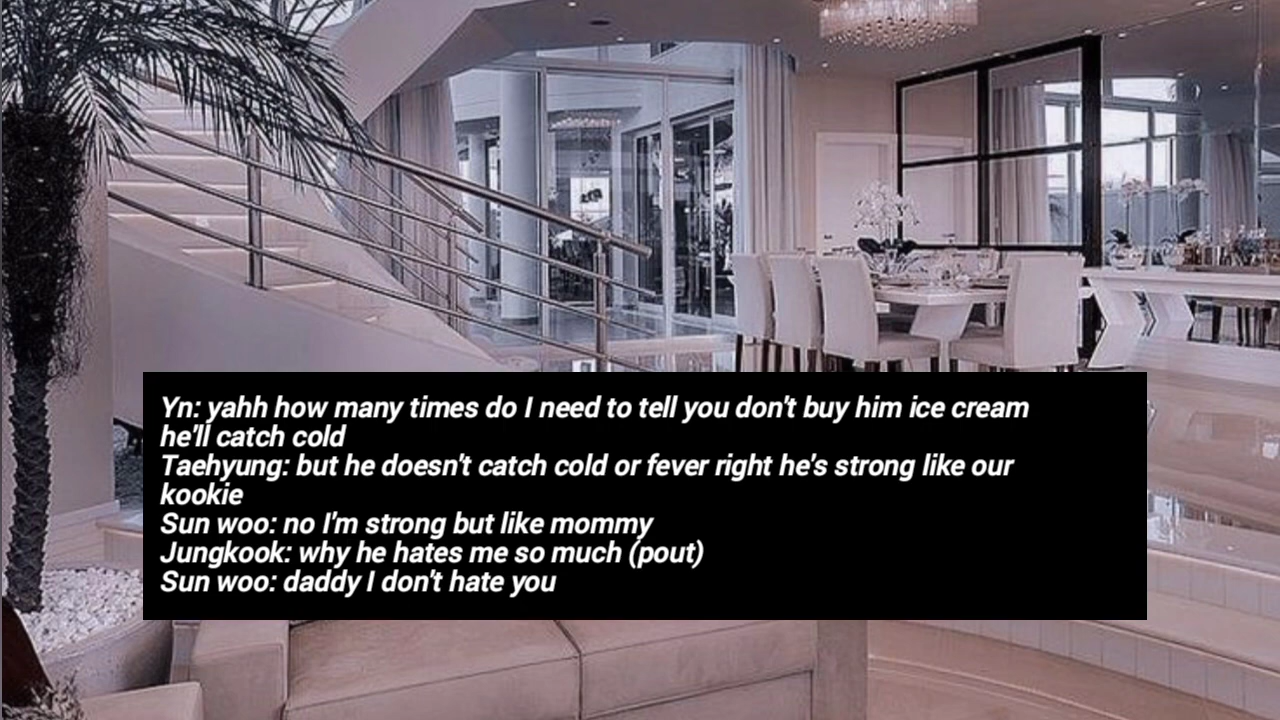 Yn: yahh how many times do I need to tell you don't buy him ice cream
he'll catch cold
Taehyung: but he doesn't catch cold or fever right he's strong like our
kookie
Sun woo: no I'm strong but like mommy
Jungkook: why he hates me so much (pout)
Sun woo: daddy I don't hate you